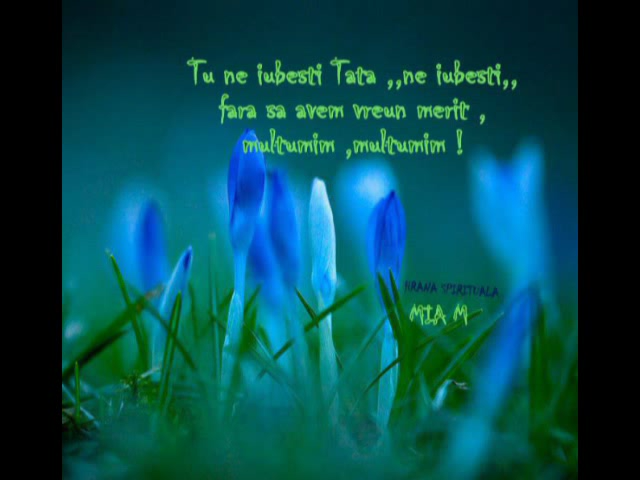 Tu ne iubesti Tata ,,ne iubesti,,
fara sa avem vreun merit ,
multumim ,multumim !
HRANA SPIRITUALA
MIA M